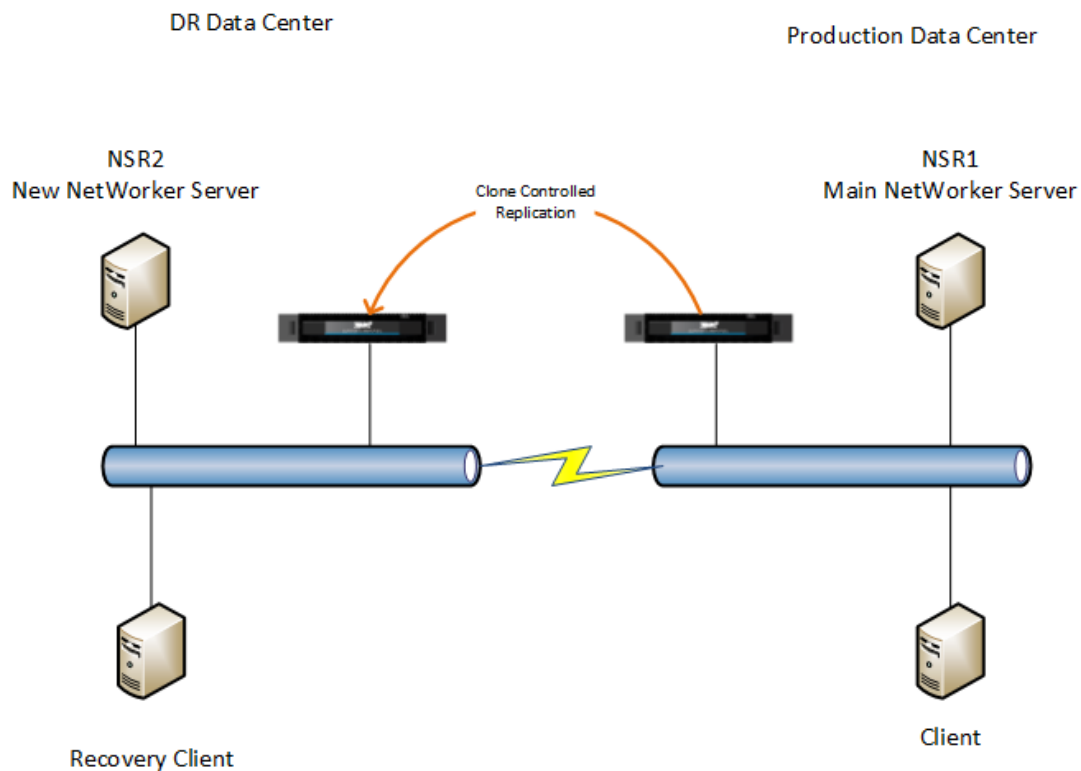 DR Data Center
Production Data Center
NSR2
New NetWorker Server
Clone Controlled
Replication
NSR1
Main NetWorker Server
Recovery Client
Client